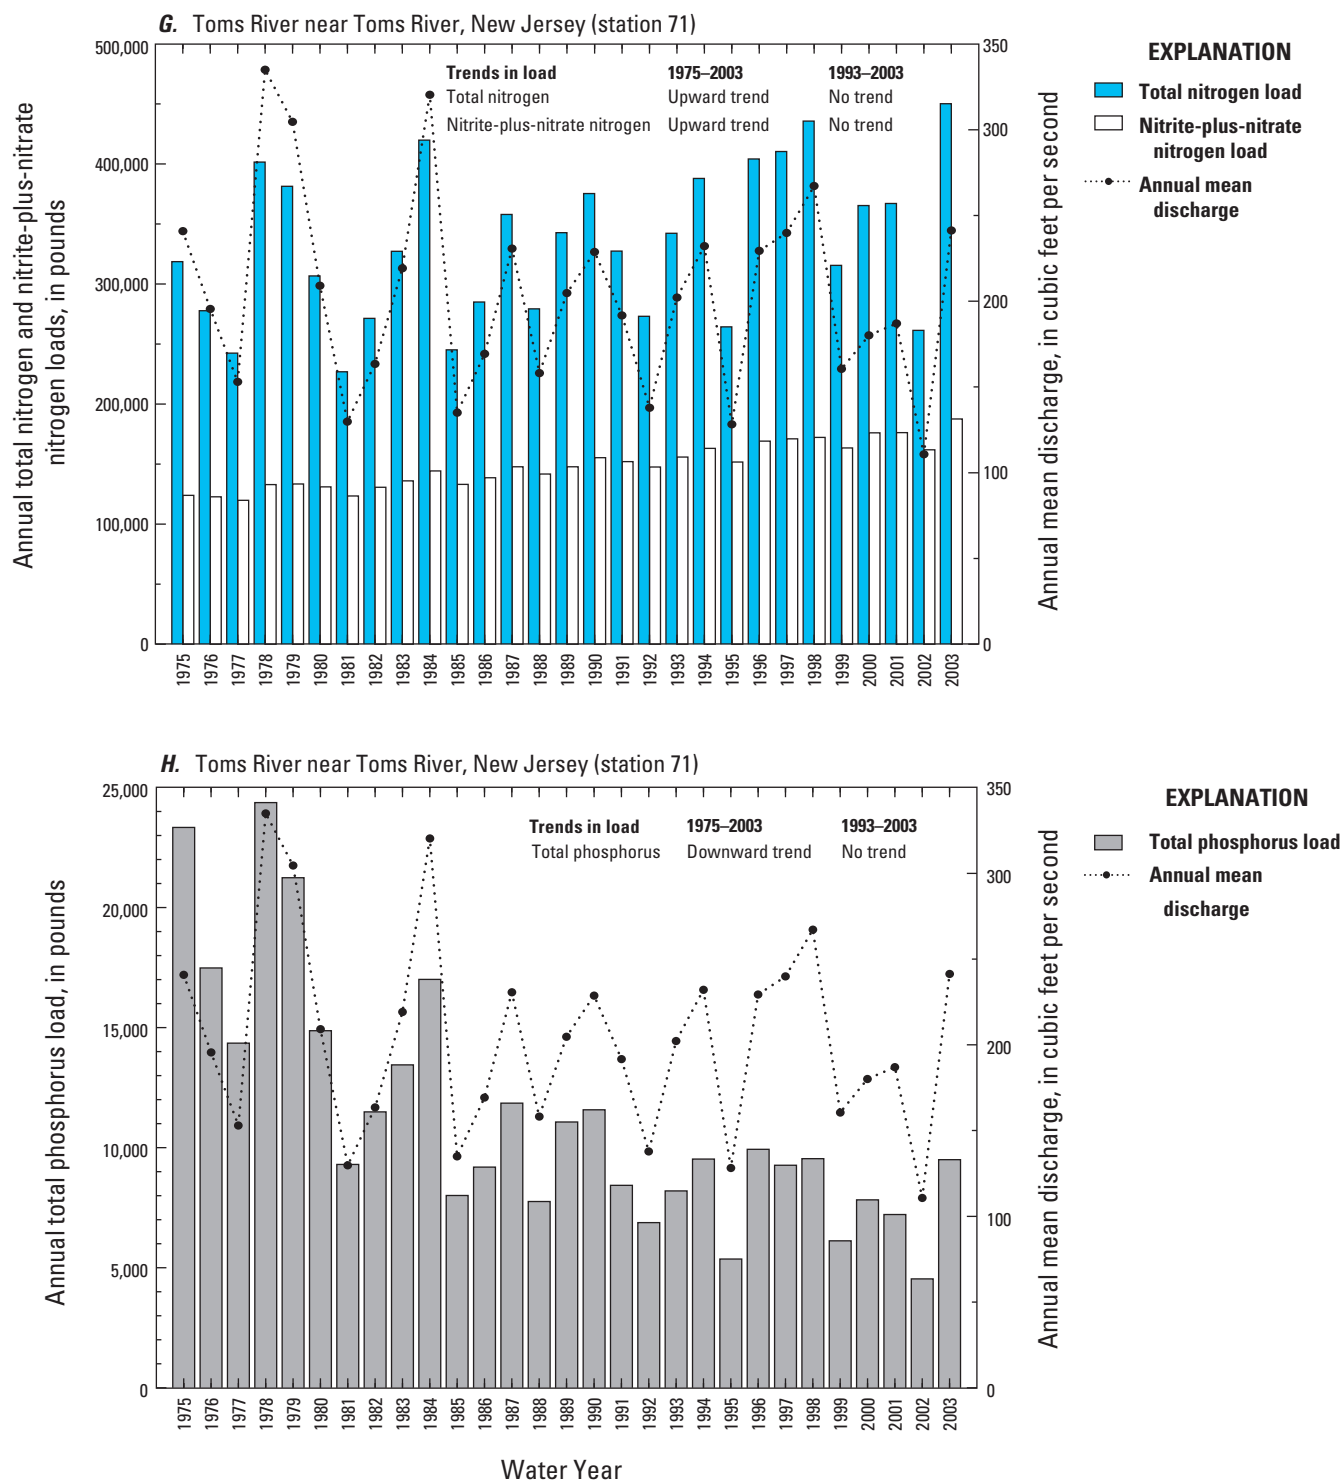 G. Toms River near Toms River, New Jersey (station 71)
Annual total nitrogen and nitrite-plus-nitrate
nitrogen loads, in pounds
500,000
400,000
300,000
200,000
100,000
0
Trends in load 1975–2003 1993–2003
Total nitrogen Upward trend No trend
Nitrite-plus-nitrate nitrogen Upward trend No trend
350
300
200
100
0
Annual mean discharge, in cubic feet per second
1975 1976 1977 1978 1979 1980 1981 1982 1983 1984 1985 1986 1987 1988 1989 1990 1991 1992 1993 1994 1995 1996 1997 1998 1999 2000 2001 2002 2003
EXPLANATION
Total nitrogen load
Nitrite-plus-nitrate
nitrogen load
Annual mean
discharge
H. Toms River near Toms River, New Jersey (station 71)
Annual total phosphorus load, in pounds
25,000
20,000
15,000
10,000
5,000
0
Trends in load 1975–2003 1993–2003
Total phosphorus Downward trend No trend
350
300
200
100
0
Annual mean discharge, in cubic feet per second
1975 1976 1977 1978 1979 1980 1981 1982 1983 1984 1985 1986 1987 1988 1989 1990 1991 1992 1993 1994 1995 1996 1997 1998 1999 2000 2001 2002 2003
Water Year
EXPLANATION
Total phosphorus load
Annual mean
discharge